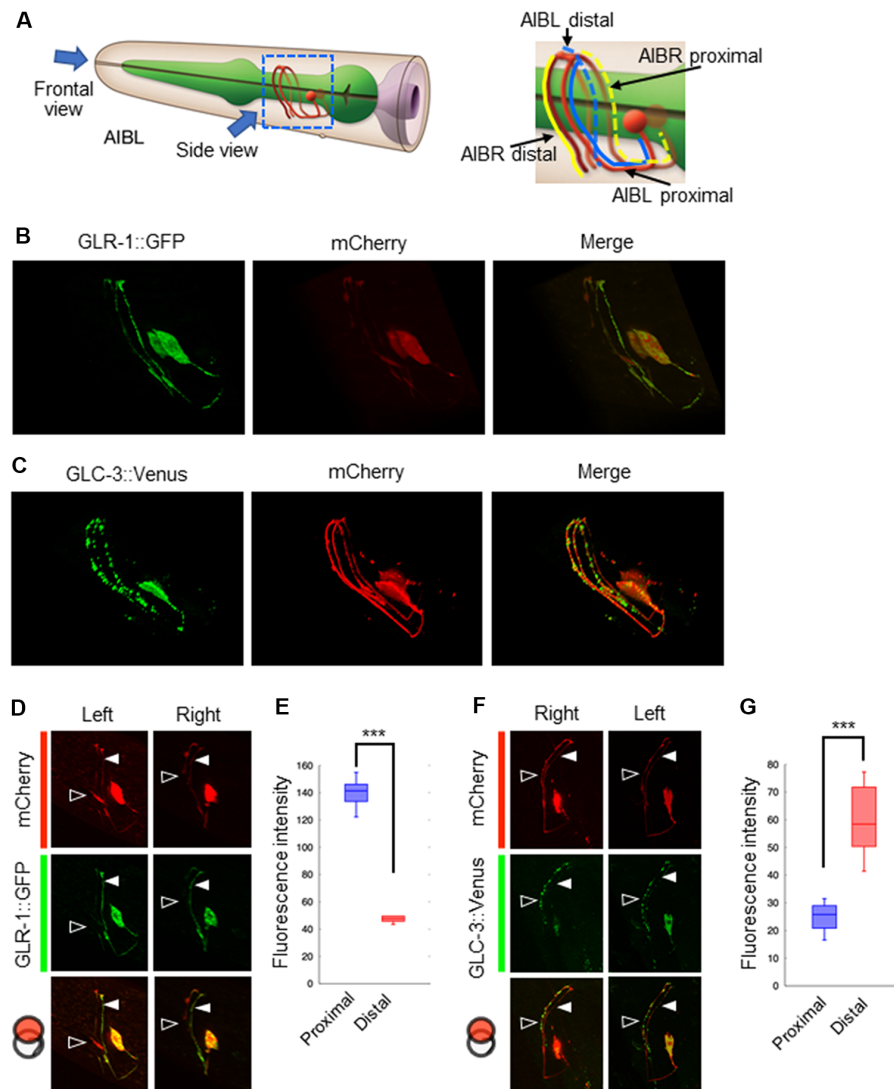 A
Frontal
view
AIBL
Side view
AIBL distal
AIBR proximal
AIBR distal
AIBL proximal
B
GLR-1::GFP
mCherry
Merge
C
GLC-3::Venus
mCherry
Merge
D
Left
Right
mCherry
GLR-1::GFP
E
***
Fluorescence intensity
160
140
120
100
80
60
40
20
0
Proximal
Distal
F
Right
Left
mCherry
GLC-3::Venus
G
***
Fluorescence intensity
80
70
60
50
40
30
20
10
0
Proximal
Distal